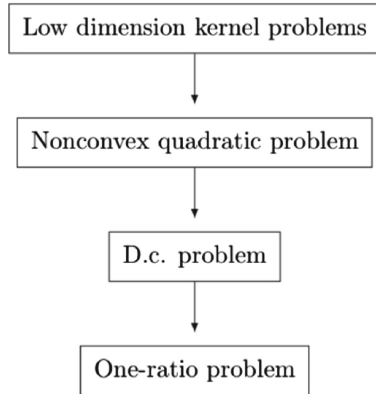 Low dimension kernel problems
Nonconvex quadratic problem
D.c. problem
One-ratio problem